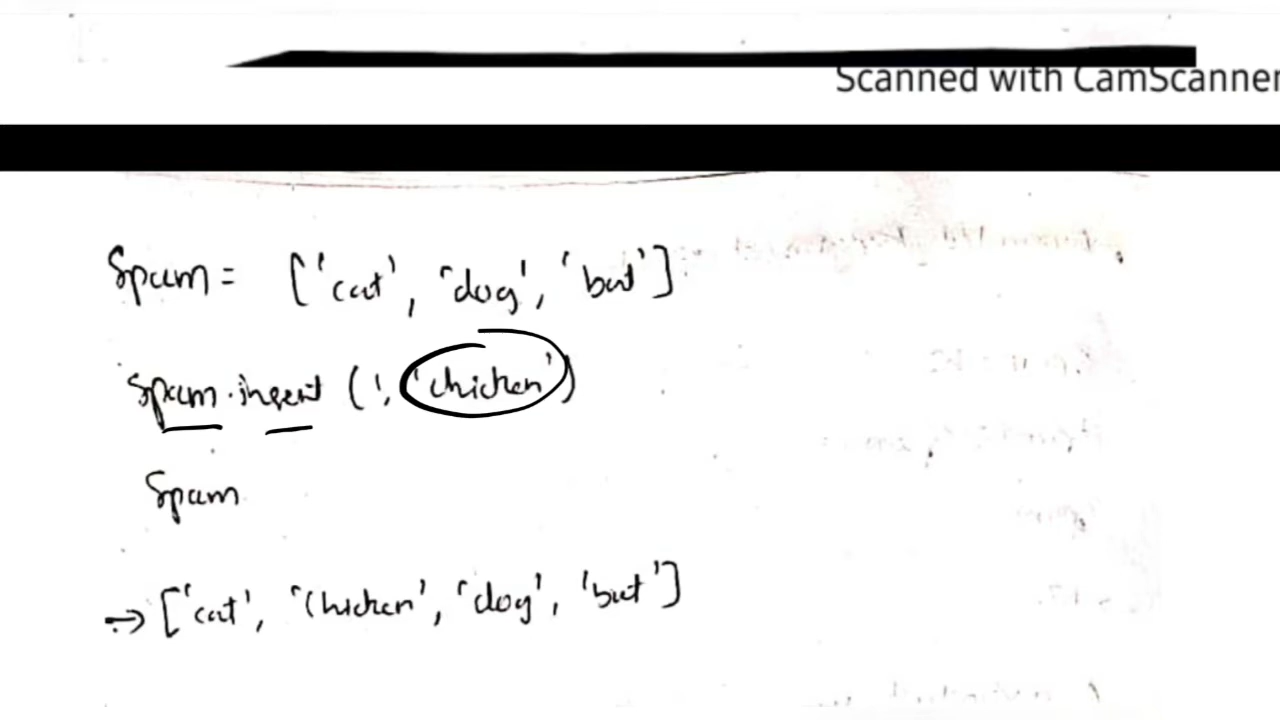 Scanned with CamScanner
Spam = ['cat', 'dog', 'bat']
Spam.insert (1, 'chicken')
Spam
→ ['cat', 'chicken', 'dog', 'bat']